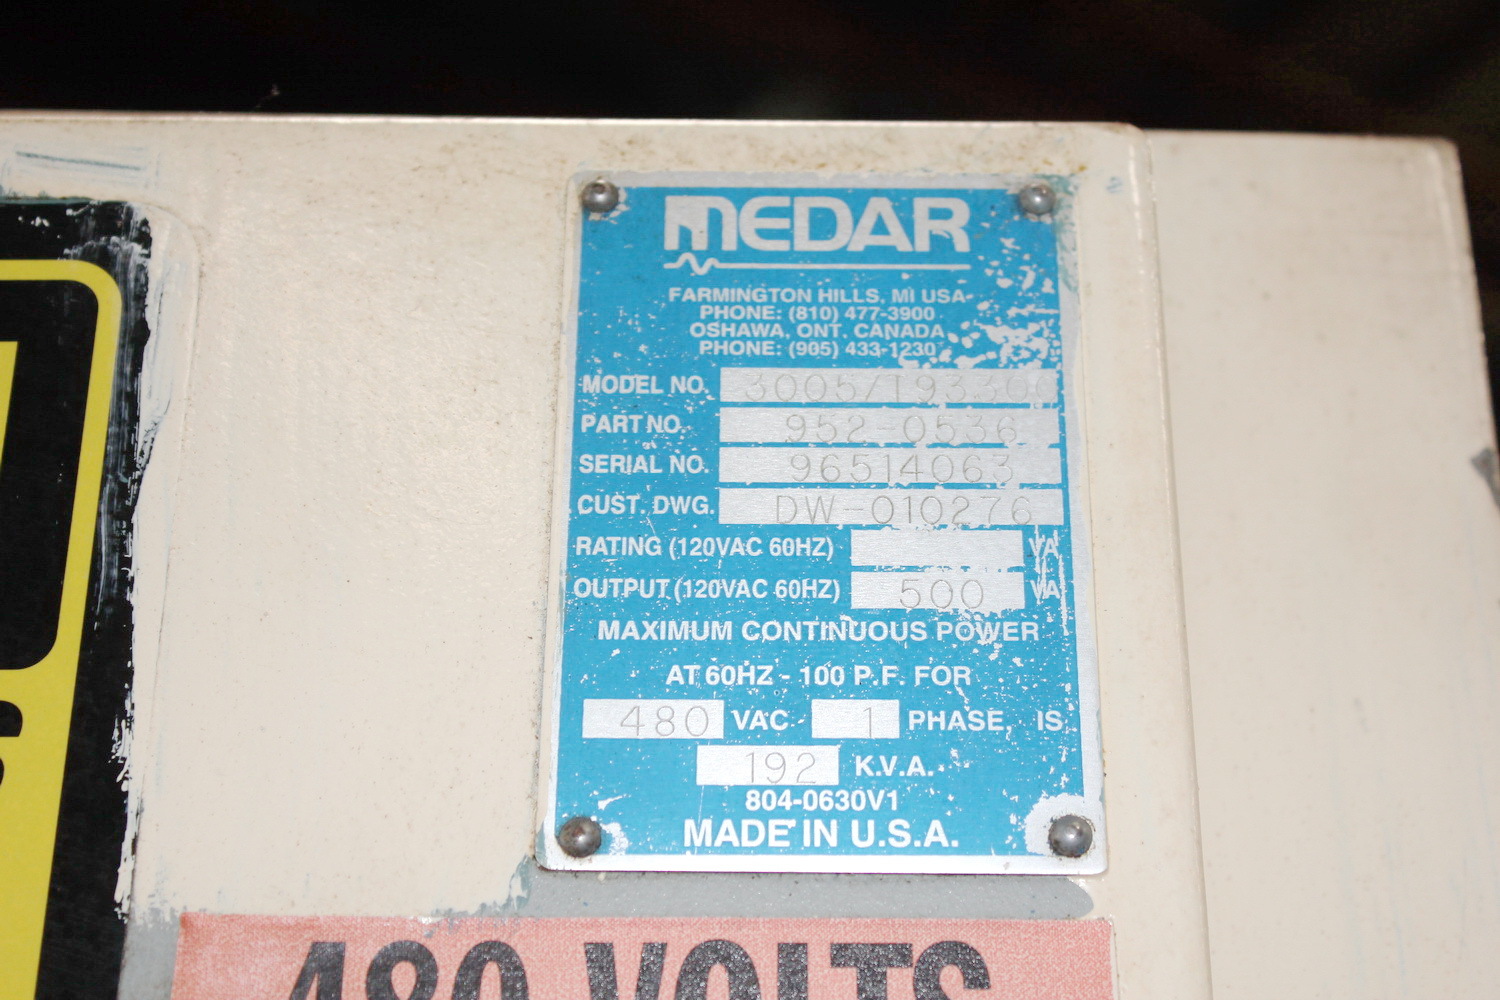 MEDAR
FARMINGTON HILLS, MI USA
PHONE: (810) 477-3900
OSHAWA, ONT. CANADA
PHONE: (905) 433-1230
MODEL NO. 3005/T93300
PART NO. 952-0536
SERIAL NO. 96514063
CUST. DWG. DW-010276
RATING (120VAC 60HZ) VA
OUTPUT (120VAC 60HZ) 500 VA
MAXIMUM CONTINUOUS POWER
AT 60HZ - 100 P.F. FOR
480 VAC - 1 PHASE, IS
192 K.V.A.
804-0630V1
MADE IN U.S.A.
480 VOLTS